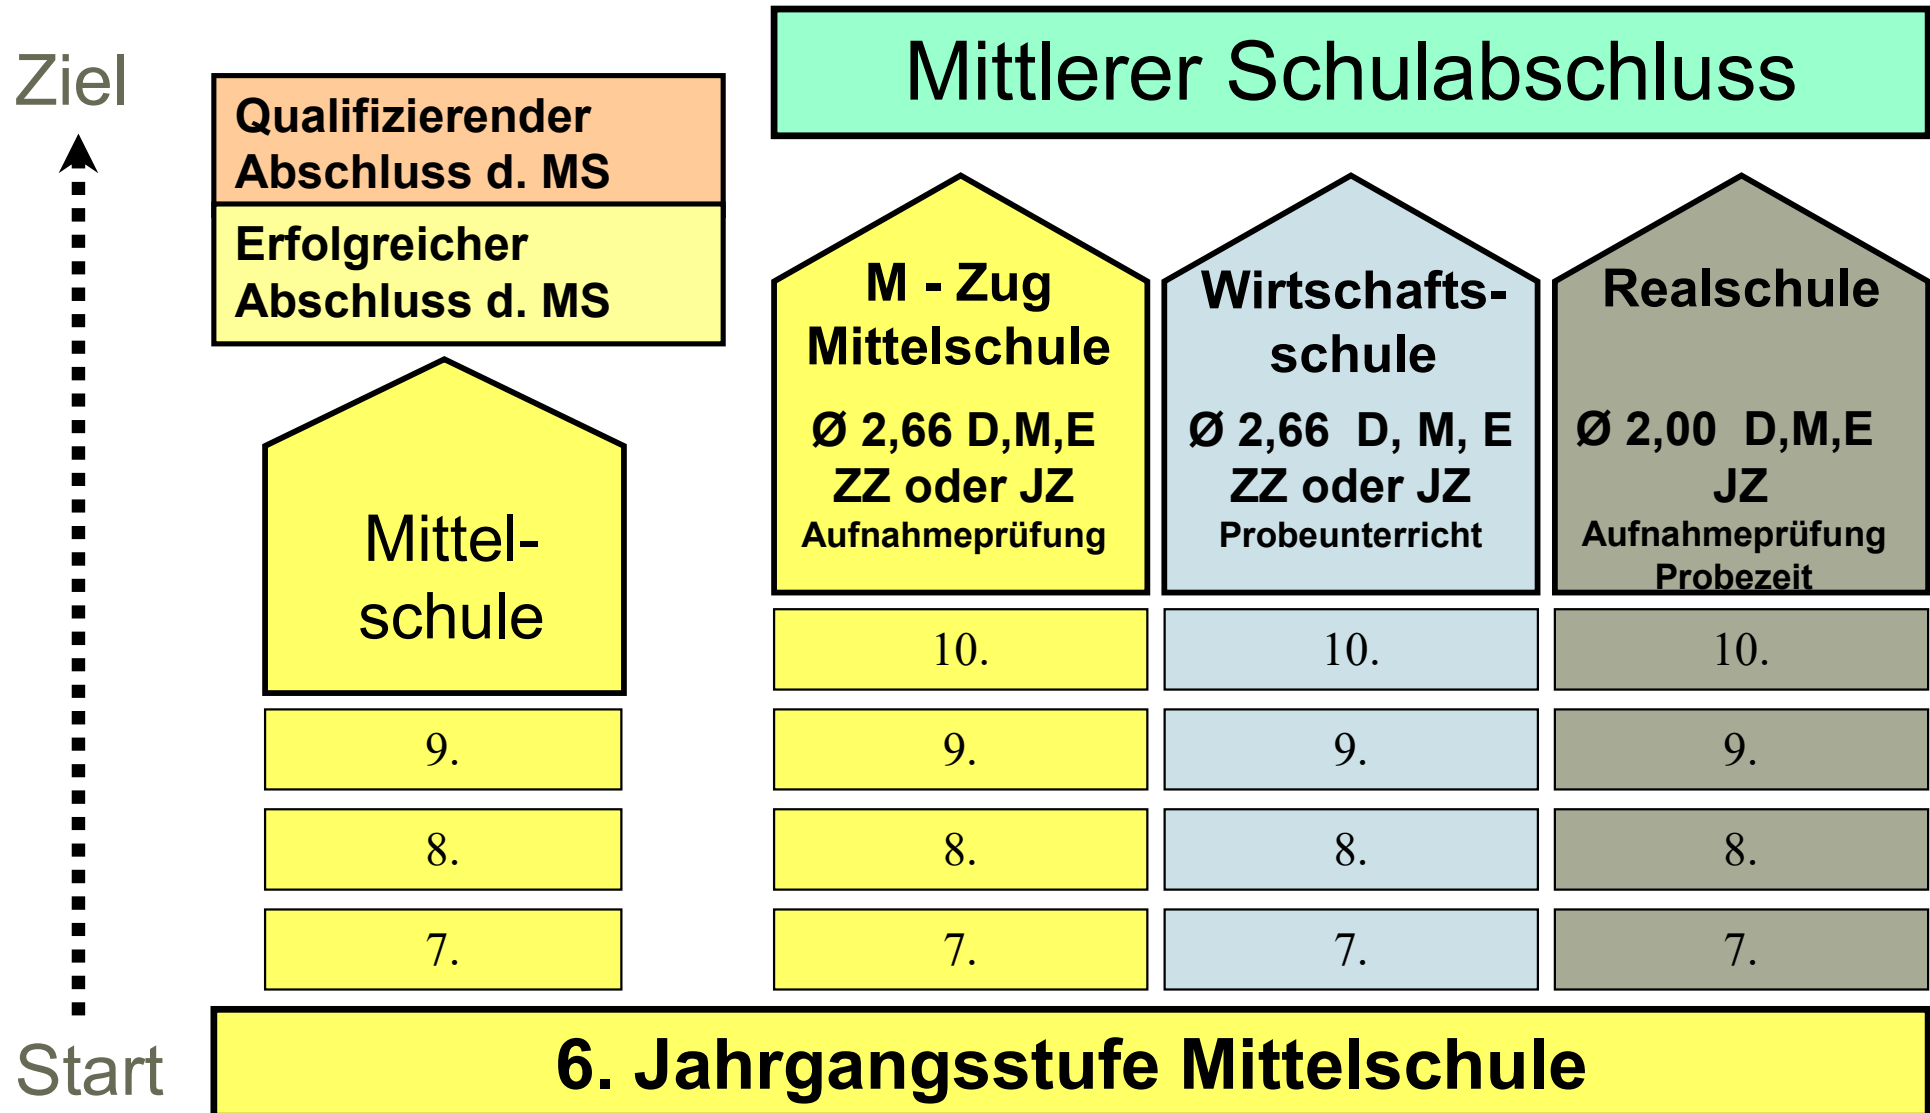 Ziel
Mittlerer Schulabschluss
Qualifizierender
Abschluss d. MS
Erfolgreicher
Abschluss d. MS
Mittel-
schule
M - Zug
Mittelschule
Ø 2,66 D,M,E
ZZ oder JZ
Aufnahmeprüfung
Wirtschafts-
schule
Ø 2,66  D, M, E
ZZ oder JZ
Probeunterricht
Realschule
Ø 2,00  D,M,E
JZ
Aufnahmeprüfung
Probezeit
10.
10.
10.
9.
9.
9.
9.
8.
8.
8.
8.
7.
7.
7.
7.
Start
6. Jahrgangsstufe Mittelschule